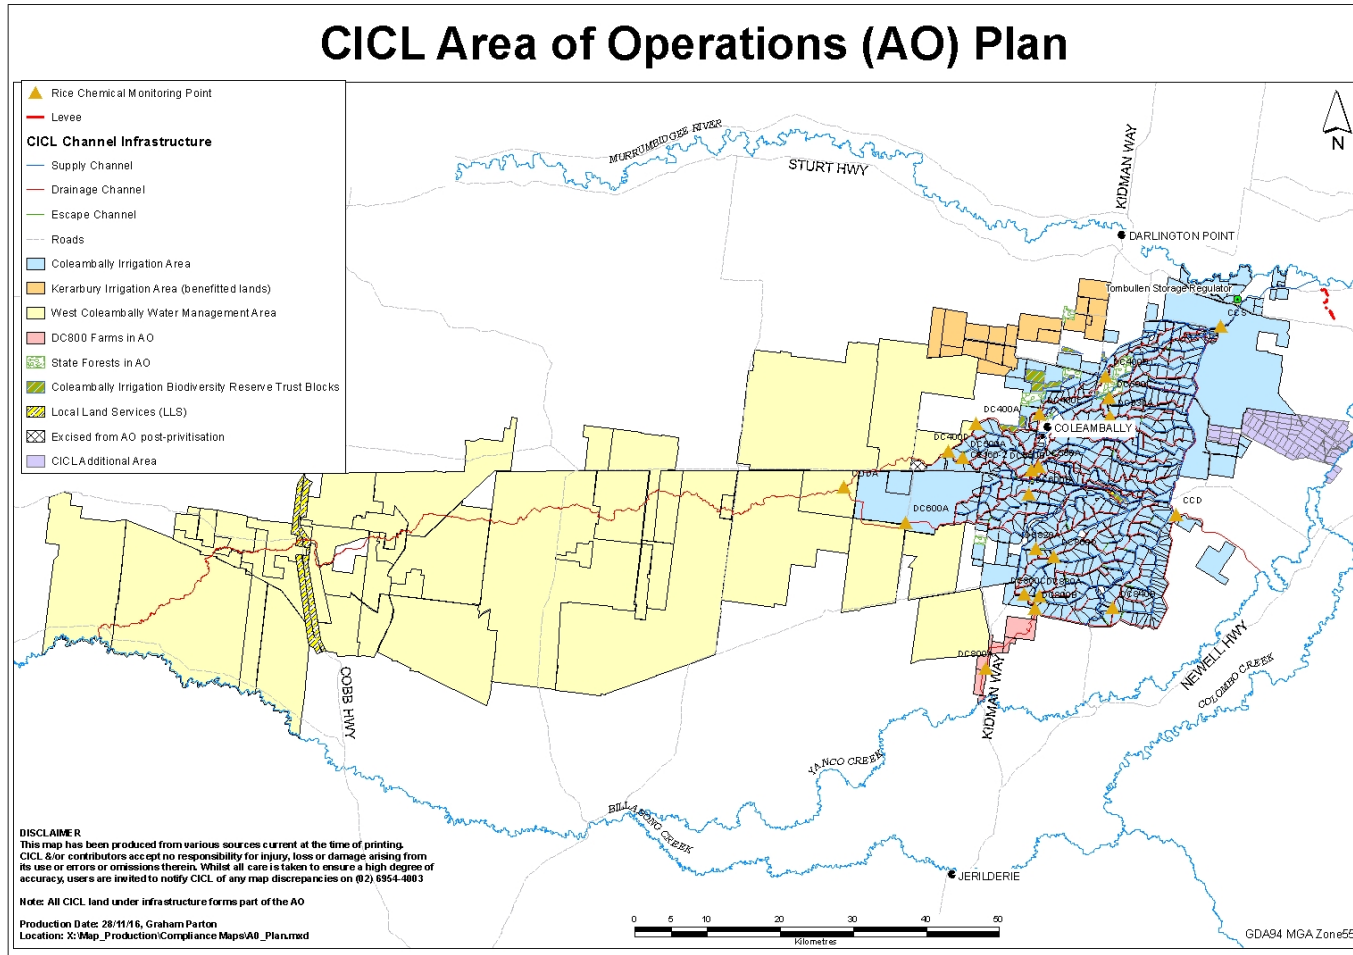 CICL Area of Operations (AO) Plan
Rice Chemical Monitoring Point
Levee
CICL Channel Infrastructure
Supply Channel
Drainage Channel
Escape Channel
Roads
Coleambally Irrigation Area
Kerarbury Irrigation Area (benefitted lands)
West Coleambally Water Management Area
DC800 Farms in AO
State Forests in AO
Coleambally Irrigation Biodiversity Reserve Trust Blocks
Local Land Services (LLS)
Excised from AO post-privitisation
CICL Additional Area
MURRUMBIDGEE RIVER
STURT HWY
KIDMAN WAY
N
DARLINGTON POINT
Tombullen Storage Regulator
CCS
DC400A
COLEAMBALLY
CODA
DC600A
CCD
DC800A
KIDMAN WAY
NEWELL HWY
COLOMBO CREEK
COBB HWY
YANCO CREEK
BILLABONG CREEK
JERILDERIE
DISCLAIMER
This map has been produced from various sources current at the time of printing.
CICL &/or contributors accept no responsibility for injury, loss or damage arising from
its use or errors or omissions therein. Whilst all care is taken to ensure a high degree of
accuracy, users are invited to notify CICL of any map discrepancies on (02) 6954-4003
Note: All CICL land under infrastructure forms part of the AO
Production Date: 28/11/16, Graham Parton
Location: X:\Map_Production\Compliance Maps\AO_Plan.mxd
0 5 10 20 30 40 50
Kilometres
GDA94 MGA Zone55